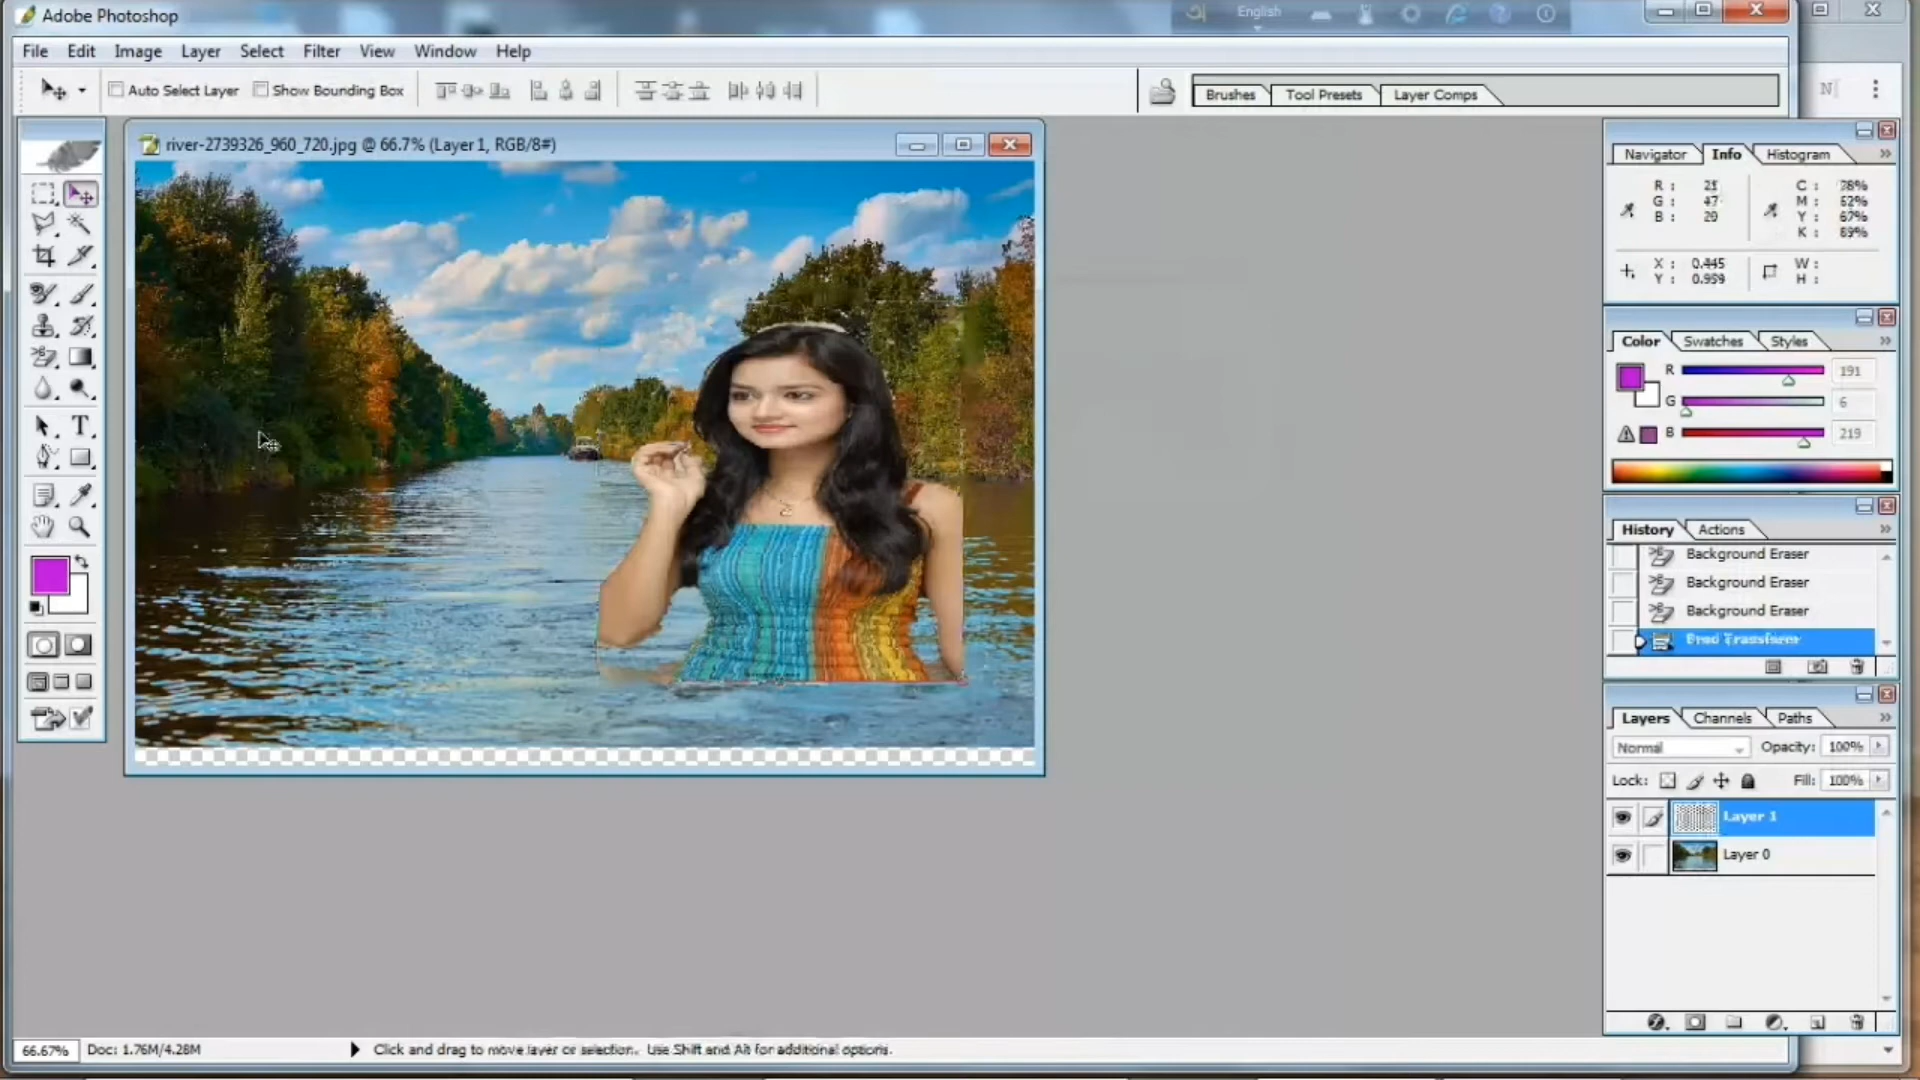 Adobe Photoshop
English
File Edit Image Layer Select Filter View Window Help
Auto Select Layer Show Bounding Box
Brushes Tool Presets Layer Comps
river-2739326_960_720.jpg @ 66.7% (Layer 1, RGB/8#)
Navigator Info Histogram
R : G : B :
C : M : Y : K :
78%
62%
67%
89%
X : 0.445
Y : 0.959
W :
H :
Color Swatches Styles
R 191
G 6
B 219
T
History Actions
Background Eraser
Background Eraser
Background Eraser
Layers Channels Paths
Normal Opacity: 100%
Lock: Fill: 100%
Layer 1
Layer 0
66.67% Doc: 1.76M/4.28M Click and drag to move layer or selection. Use Shift and Alt for additional options.